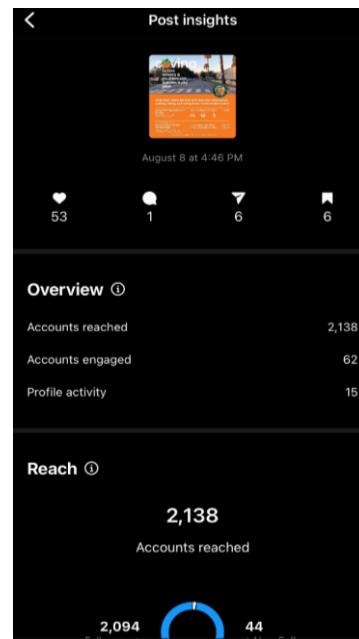 Post insights
August 8 at 4:46 PM
53 1 6 6
Overview
Accounts reached 2,138
Accounts engaged 62
Profile activity 15
Reach
2,138
Accounts reached
2,094 44